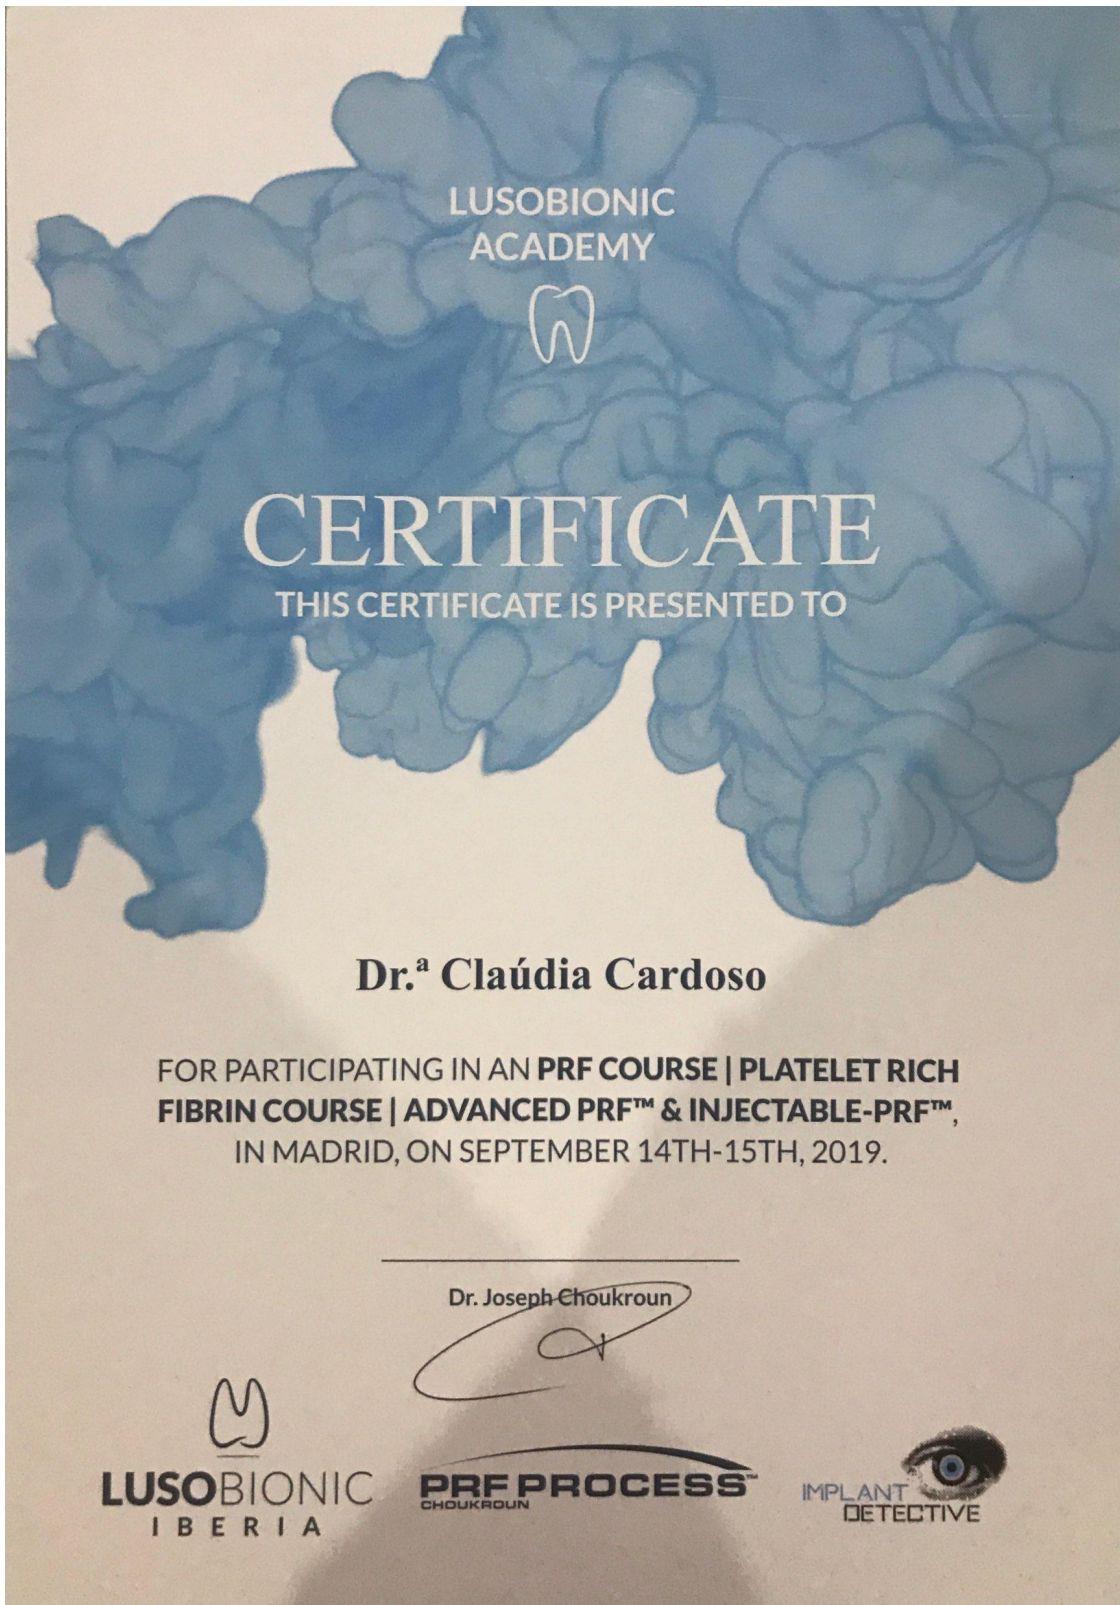 LUSOBIONIC
ACADEMY
CERTIFICATE
THIS CERTIFICATE IS PRESENTED TO
Dr.ª Claúdia Cardoso
FOR PARTICIPATING IN AN PRF COURSE | PLATELET RICH
FIBRIN COURSE | ADVANCED PRF™ & INJECTABLE-PRF™,
IN MADRID, ON SEPTEMBER 14TH-15TH, 2019.
Dr. Joseph Choukroun
LUSOBIONIC
IBERIA
PRF PROCESS™
CHOUKROUN
IMPLANT
DETECTIVE